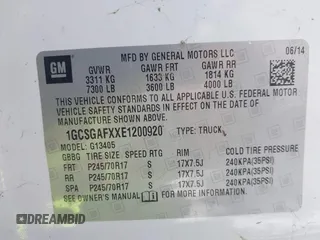 GM
MFD BY GENERAL MOTORS LLC
06/14
GVWR GAWR FRT GAWR RR
3311 KG 1633 KG 1814 KG
7300 LB 3600 LB 4000 LB
THIS VEHICLE CONFORMS TO ALL APPLICABLE U.S. FEDERAL MOTOR
VEHICLE SAFETY STANDARDS IN EFFECT ON THE DATE OF
MANUFACTURE SHOWN ABOVE.
1GCSGAFXXE1200920 TYPE: TRUCK
MODEL: G13405
GBBG TIRE SIZE SPEED RTG RIM COLD TIRE PRESSURE
FRT P245/70R17 S 17X7.5J 240KPA(35PSI)
RR P245/70R17 S 17X7.5J 240KPA(35PSI)
SPA P245/70R17 S 17X7.5J 240KPA(35PSI)
SEE OWNER'S MANUAL FOR ADDITIONAL INFORMATION
DREAMBID